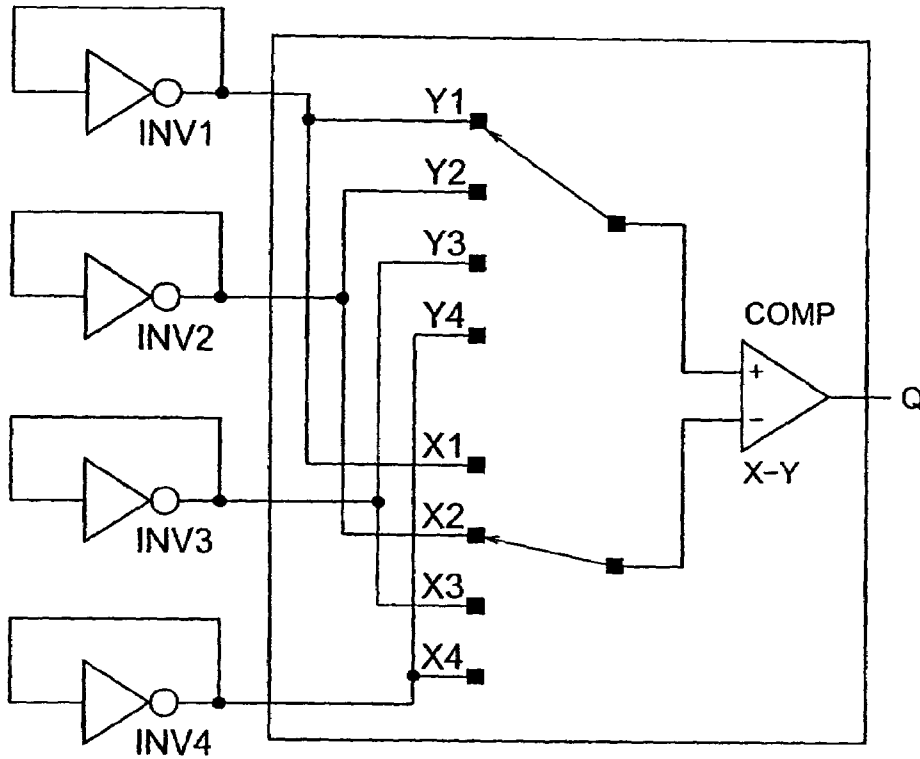 INV1
INV2
INV3
INV4
Y1
Y2
Y3
Y4
X1
X2
X3
X4
COMP
+
−
X−Y
Q